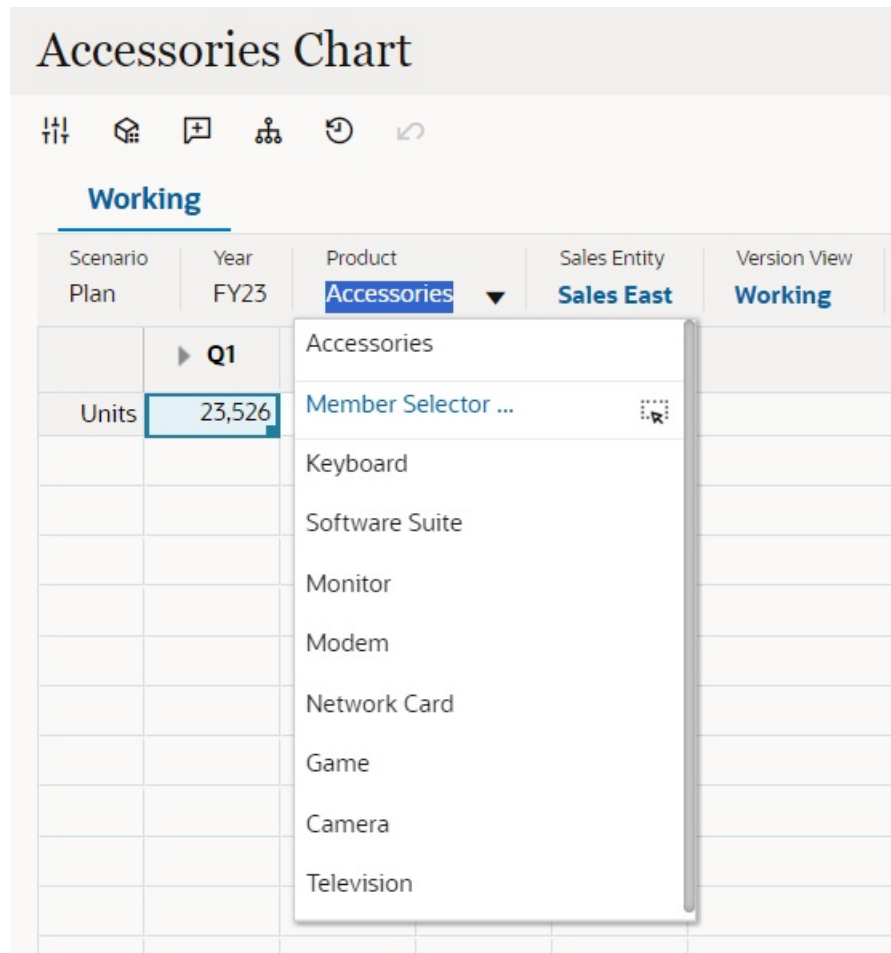 Accessories Chart
Working
Scenario Year Product Sales Entity Version View
Plan FY23 Accessories Sales East Working
Q1
Accessories
Units 23,526
Member Selector ...
Keyboard
Software Suite
Monitor
Modem
Network Card
Game
Camera
Television